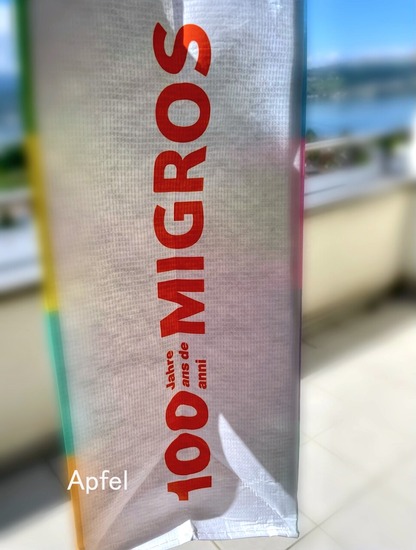 100 Jahre
ans de
anni MIGROS
Apfel